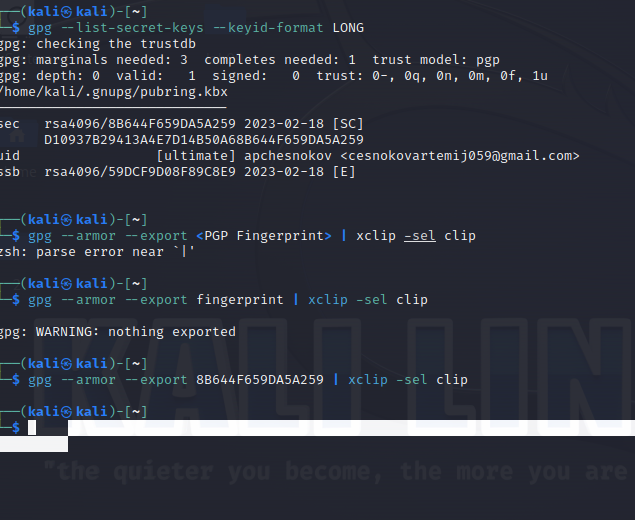 ──(kali㉿kali)-[~]
─$ gpg --list-secret-keys --keyid-format LONG
gpg: checking the trustdb
gpg: marginals needed: 3  completes needed: 1  trust model: pgp
gpg: depth: 0  valid:   1  signed:   0  trust: 0-, 0q, 0n, 0m, 0f, 1u
/home/kali/.gnupg/pubring.kbx
sec   rsa4096/8B644F659DA5A259 2023-02-18 [SC]
D10937B29413A4E7D14B50A68B644F659DA5A259
uid                 [ultimate] apchesnokov <cesnokovartemij059@gmail.com>
ssb   rsa4096/59DCF9D08F89C8E9 2023-02-18 [E]
──(kali㉿kali)-[~]
─$ gpg --armor --export <PGP Fingerprint> | xclip -sel clip
zsh: parse error near `|'
──(kali㉿kali)-[~]
─$ gpg --armor --export fingerprint | xclip -sel clip
gpg: WARNING: nothing exported
──(kali㉿kali)-[~]
─$ gpg --armor --export 8B644F659DA5A259 | xclip -sel clip
──(kali㉿kali)-[~]
─$
KALI LIN
"the quieter you become, the more you are